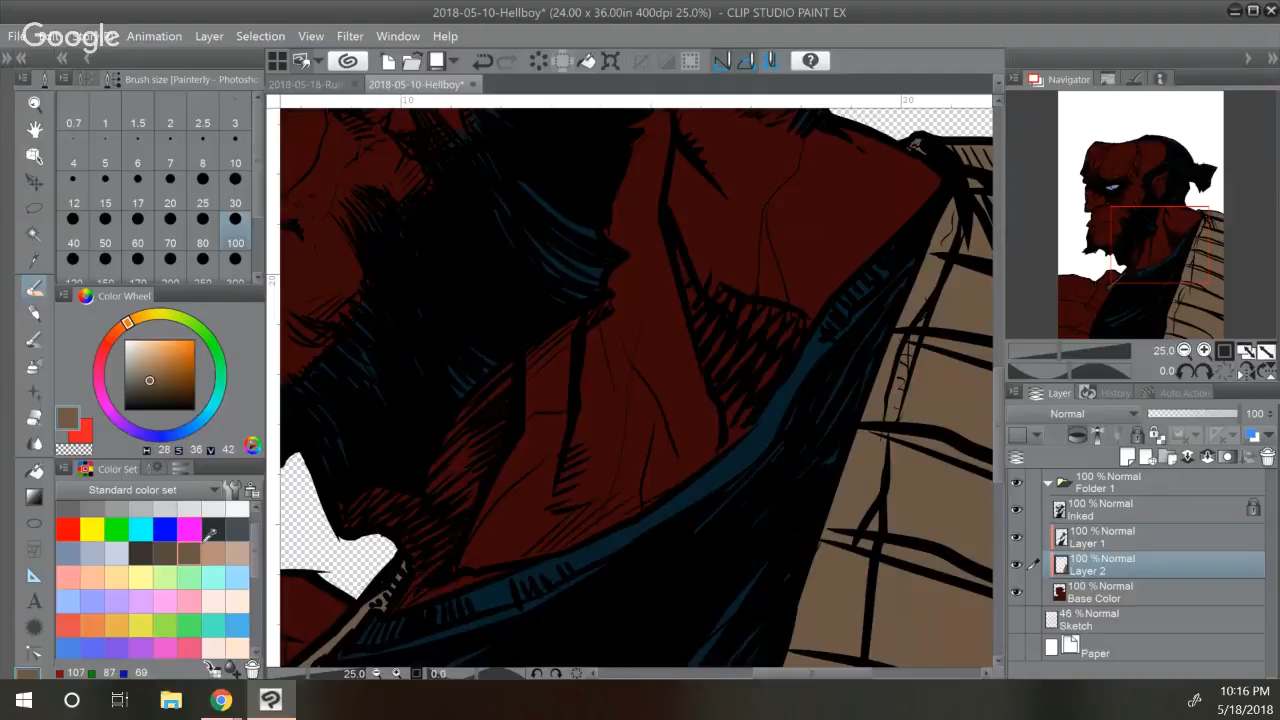 2018-05-10-Hellboy* (24.00 x 36.00in 400dpi 25.0%) - CLIP STUDIO PAINT EX
Google
Animation Layer Selection View Filter Window Help
Brush size [Painterly - Photosho
2018-05-18-Rum 2018-05-10-Hellboy*
Navigator
10 20
0.7 1 1.5 2 2.5 3
4 5 6 7 8 10
12 15 17 20 25 30
40 50 60 70 80 100
Color Wheel
H 28 S 36 V 42
25.0
0.0
Layer History Auto Action
Normal 100
Color Set
Standard color set
100 %Normal
Folder 1
100 %Normal
Inked
100 %Normal
Layer 1
100 %Normal
Layer 2
100 %Normal
Base Color
46 %Normal
Sketch
Paper
107 87 69
25.0 0.0
10:16 PM
5/18/2018